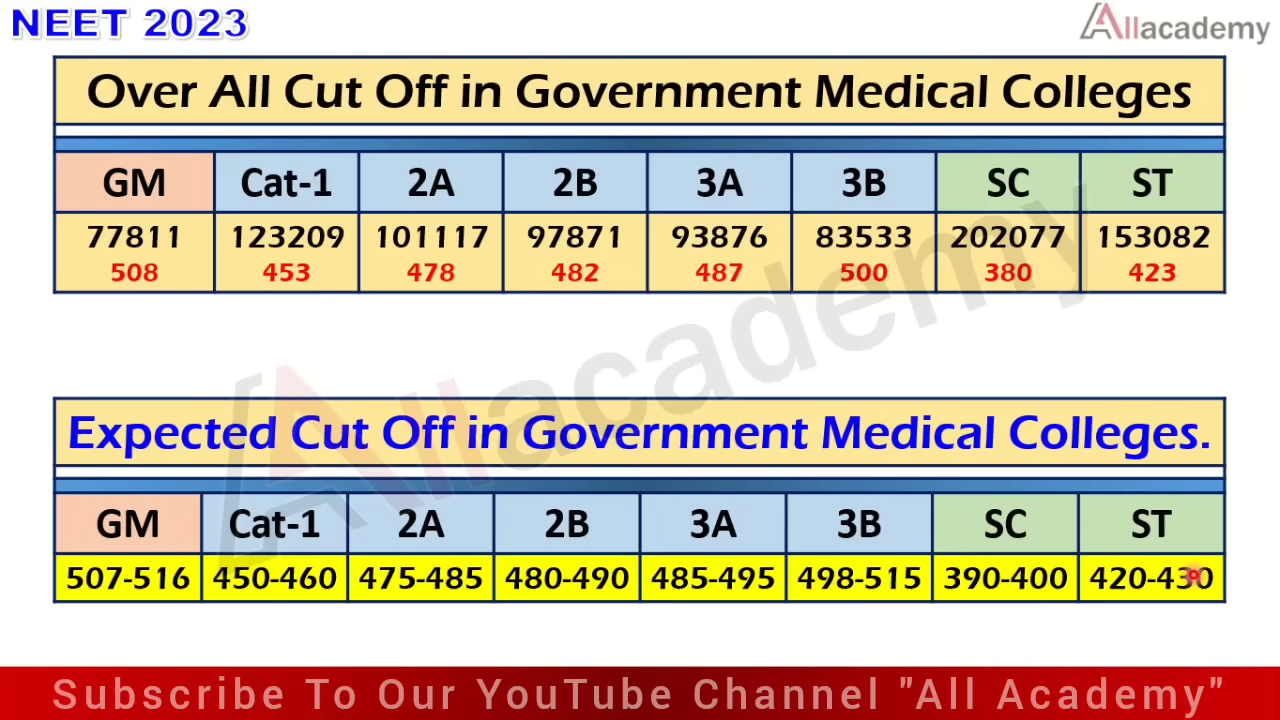 NEET 2023
Allacademy
Over All Cut Off in Government Medical Colleges
GM Cat-1 2A 2B 3A 3B SC ST
77811 123209 101117 97871 93876 83533 202077 153082
508 453 478 482 487 500 380 423
Allacademy
Expected Cut Off in Government Medical Colleges.
GM Cat-1 2A 2B 3A 3B SC ST
507-516 450-460 475-485 480-490 485-495 498-515 390-400 420-430
Subscribe To Our YouTube Channel "All Academy"